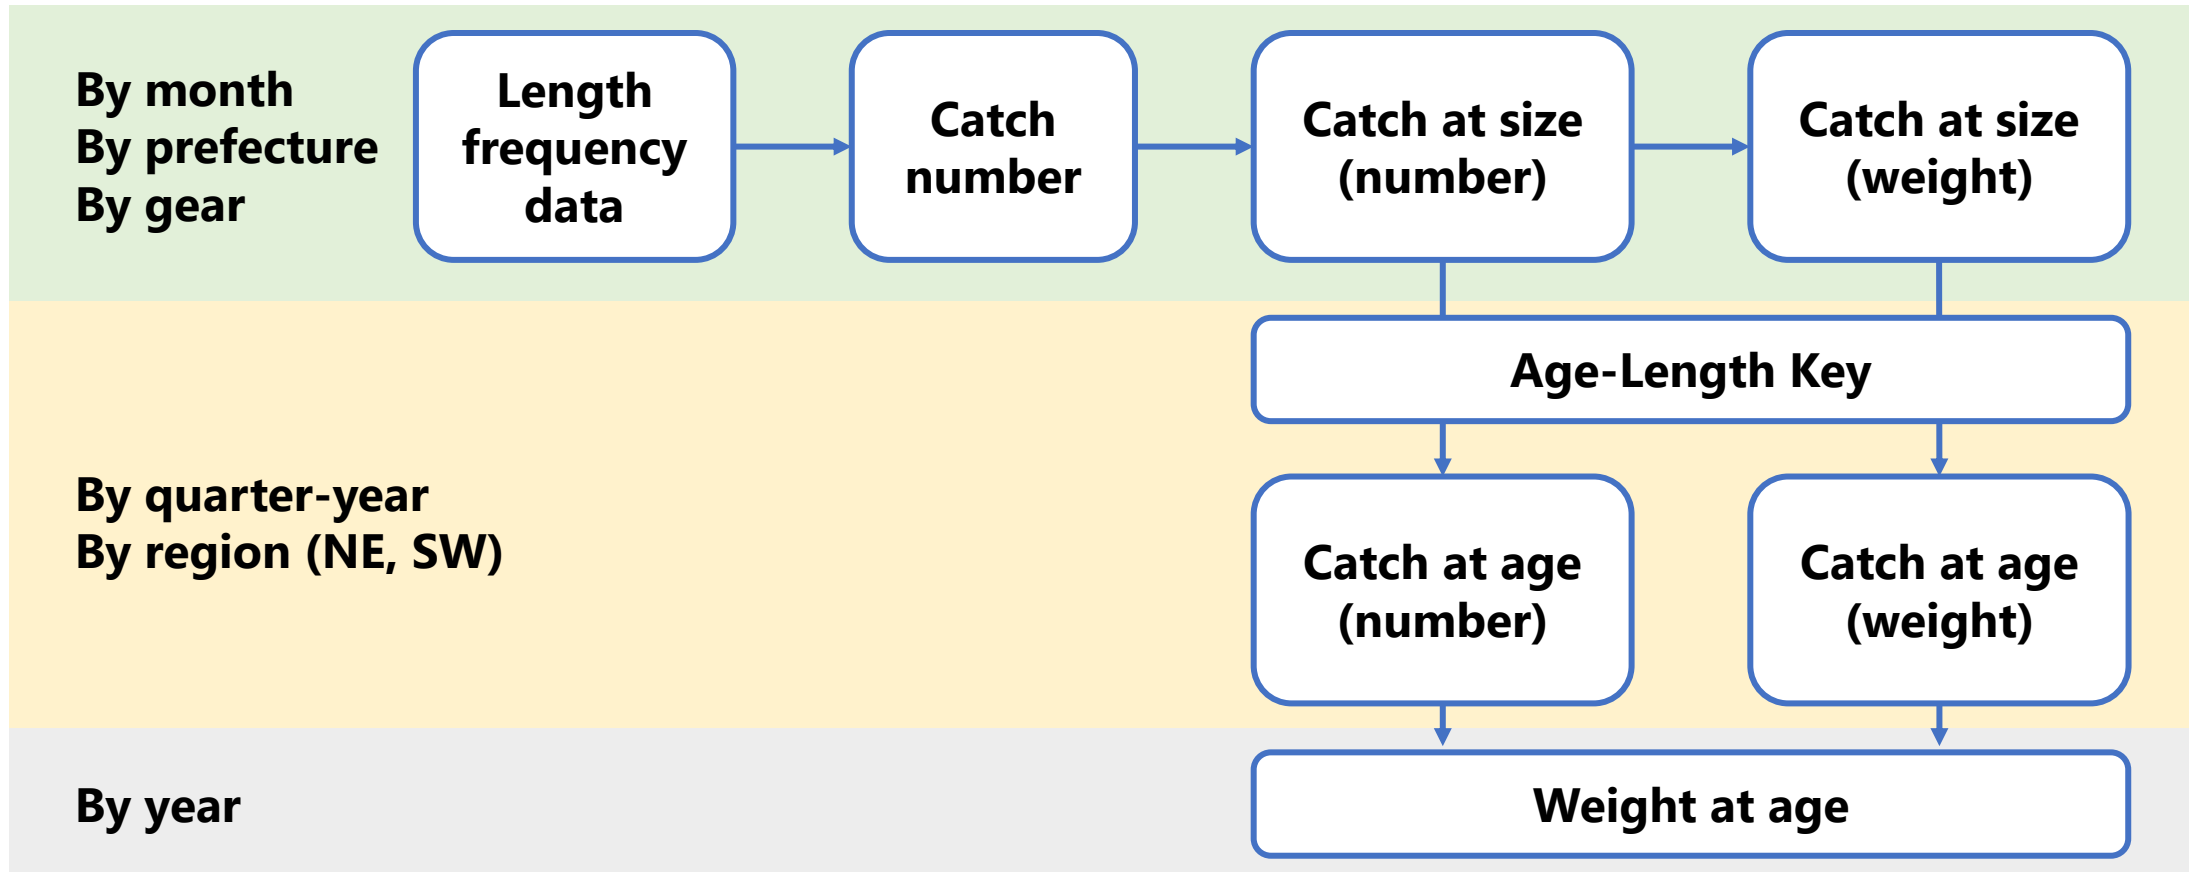 By month
By prefecture
By gear
Length
frequency
data
Catch
number
Catch at size
(number)
Catch at size
(weight)
Age-Length Key
By quarter-year
By region (NE, SW)
Catch at age
(number)
Catch at age
(weight)
By year
Weight at age